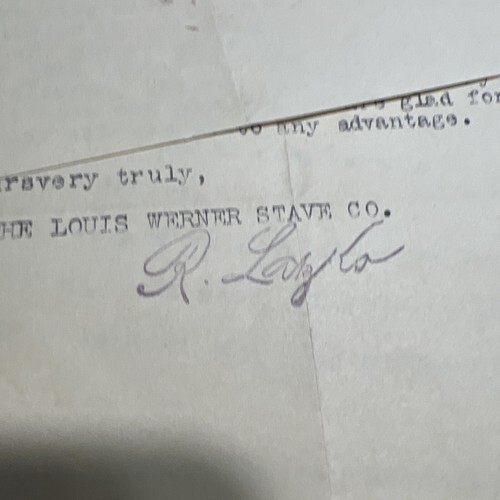 glad for
any advantage.
rsvery truly,
HE LOUIS WERNER STAVE CO.
R.